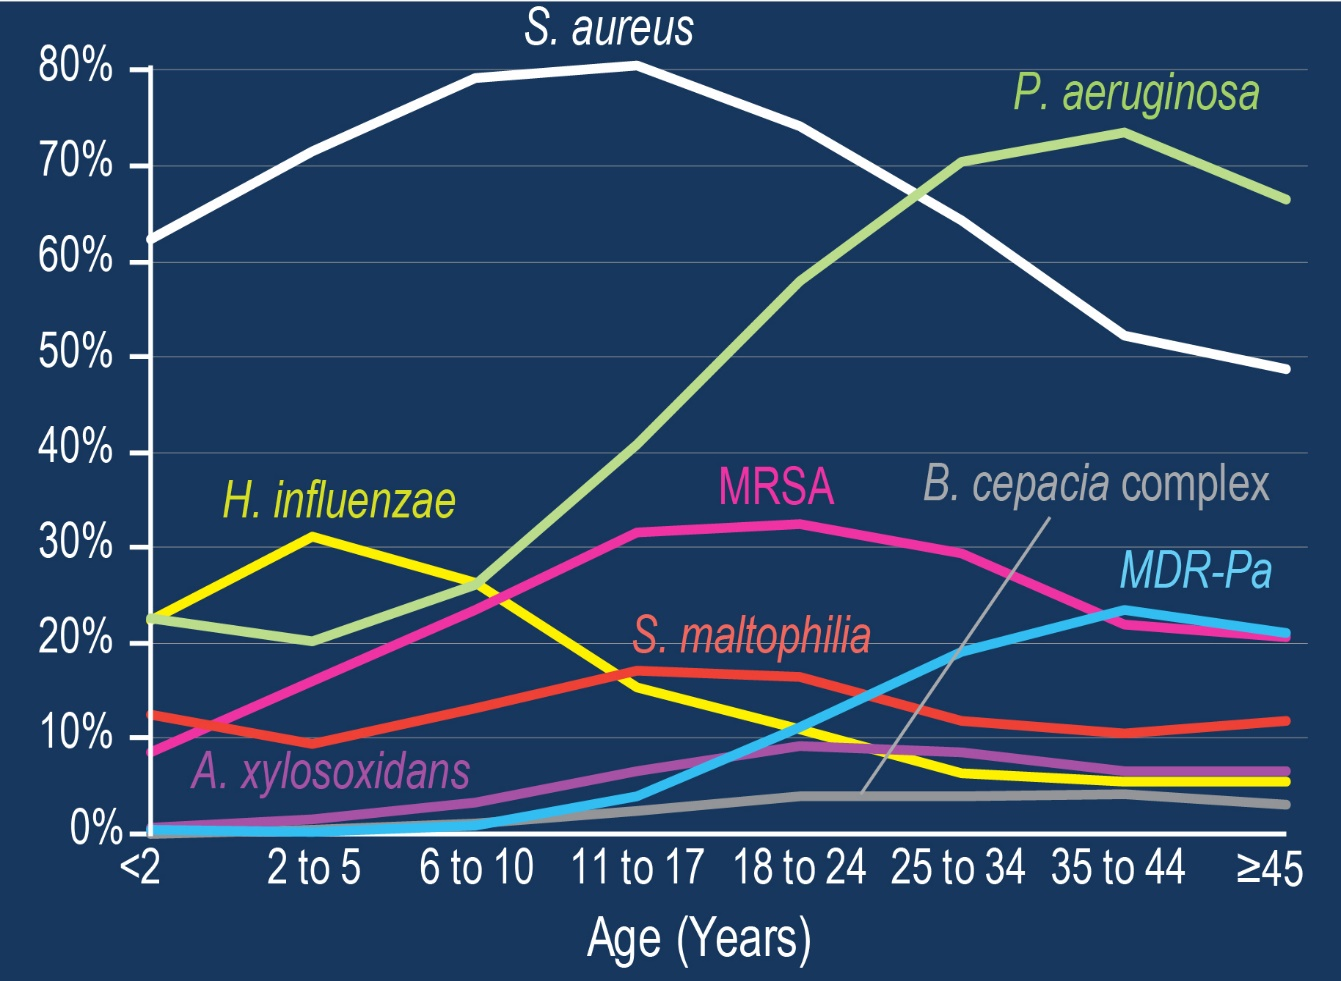 S. aureus
80%
P. aeruginosa
70%
60%
50%
40%
H. influenzae
MRSA
B. cepacia complex
30%
MDR-Pa
20%
S. maltophilia
10%
A. xylosoxidans
0%
<2 2 to 5 6 to 10 11 to 17 18 to 24 25 to 34 35 to 44 ≥45
Age (Years)